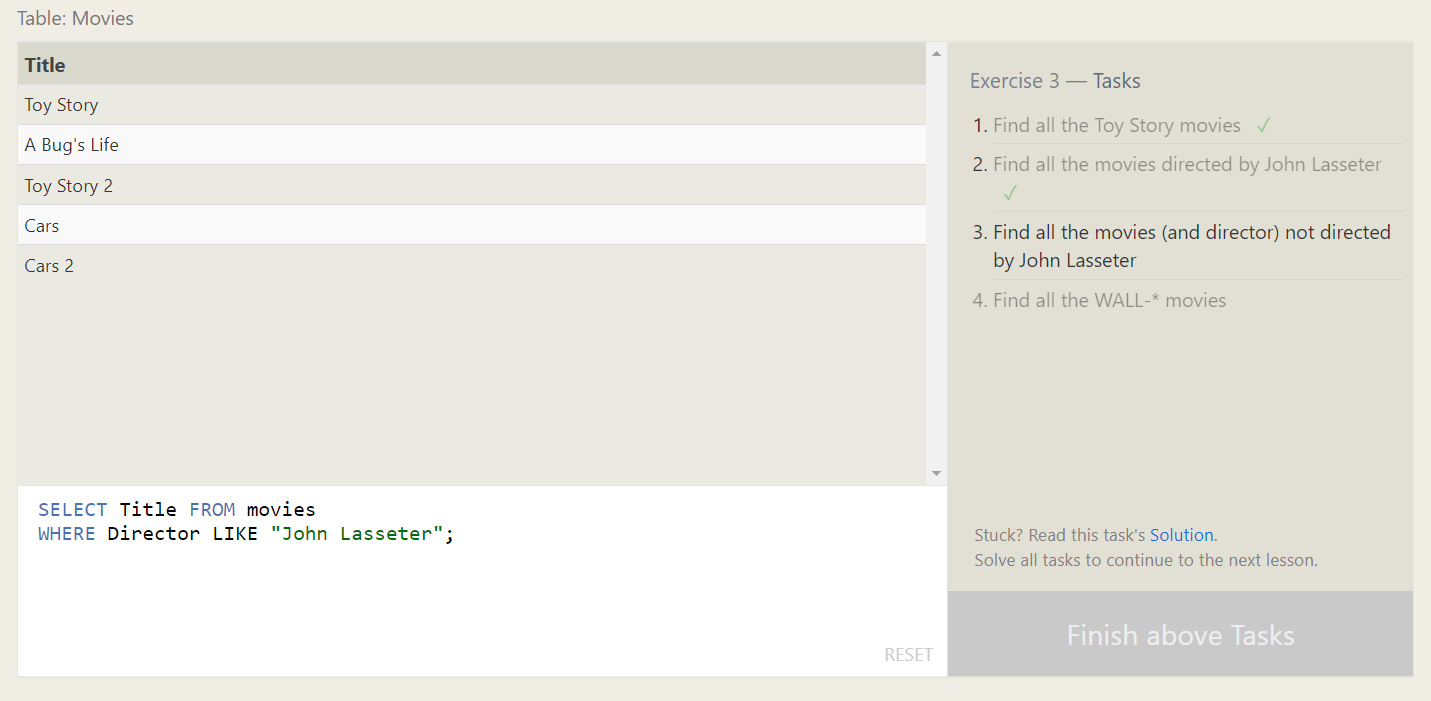 Table: Movies
Title
Toy Story
A Bug's Life
Toy Story 2
Cars
Cars 2
SELECT Title FROM movies
WHERE Director LIKE "John Lasseter";
RESET
Exercise 3 — Tasks
1. Find all the Toy Story movies ✓
2. Find all the movies directed by John Lasseter
✓
3. Find all the movies (and director) not directed
by John Lasseter
4. Find all the WALL-* movies
Stuck? Read this task's Solution.
Solve all tasks to continue to the next lesson.
Finish above Tasks